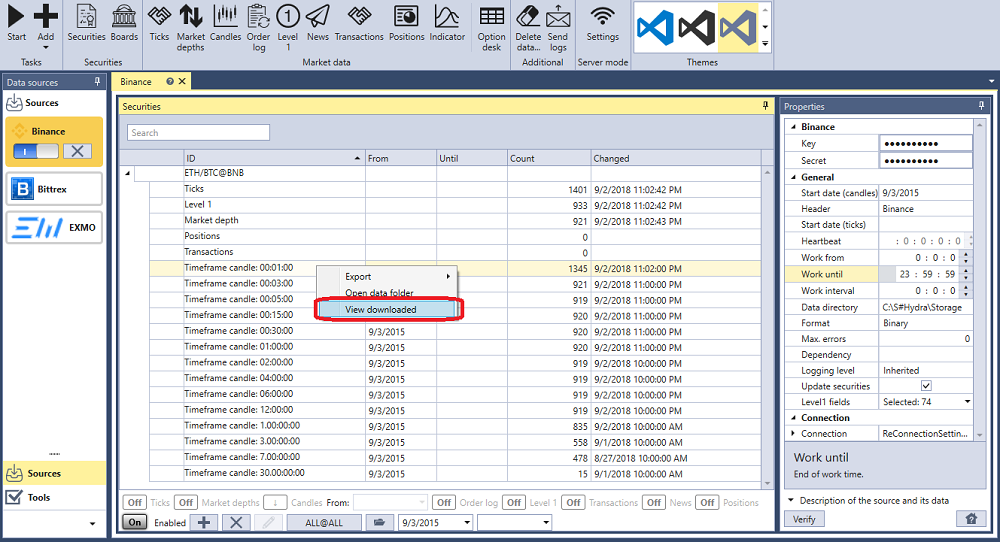 Start Add Securities Boards Ticks Market depths Candles Order log Level 1 News Transactions Positions Indicator Option desk Delete data... Send logs Settings
Tasks Securities Market data Additional Server mode Themes
Data sources
Sources
Binance
Bittrex
EXMO
Sources
Tools
Binance
Securities
Search
ID From Until Count Changed
ETH/BTC@BNB
Ticks 1401 9/2/2018 11:02:42 PM
Level 1 933 9/2/2018 11:02:42 PM
Market depth 921 9/2/2018 11:02:43 PM
Positions 0
Transactions 0
Timeframe candle: 00:01:00 1345 9/2/2018 11:02:00 PM
Timeframe candle: 00:03:00 921 9/2/2018 11:00:00 PM
Timeframe candle: 00:05:00 919 9/2/2018 11:00:00 PM
Timeframe candle: 00:15:00 920 9/2/2018 11:00:00 PM
Timeframe candle: 00:30:00 9/3/2015 920 9/2/2018 11:00:00 PM
Timeframe candle: 01:00:00 9/3/2015 920 9/2/2018 11:00:00 PM
Timeframe candle: 02:00:00 9/3/2015 919 9/2/2018 10:00:00 PM
Timeframe candle: 04:00:00 9/3/2015 919 9/2/2018 10:00:00 PM
Timeframe candle: 06:00:00 9/3/2015 919 9/2/2018 10:00:00 PM
Timeframe candle: 12:00:00 9/3/2015 919 9/2/2018 10:00:00 PM
Timeframe candle: 1.00:00:00 9/3/2015 835 9/2/2018 10:00:00 AM
Timeframe candle: 3.00:00:00 9/3/2015 558 9/1/2018 10:00:00 AM
Timeframe candle: 7.00:00:00 9/3/2015 478 8/27/2018 10:00:00 AM
Timeframe candle: 30.00:00:00 9/3/2015 15 9/1/2018 10:00:00 AM
Export
Open data folder
View downloaded
Off Ticks Off Market depths ↓ Candles From: Off Order log Off Level 1 Off Transactions Off News Off Positions
On Enabled ALL@ALL 9/3/2015
Properties
Binance
Key ●●●●●●●●●●
Secret ●●●●●●●●●●
General
Start date (candles) 9/3/2015
Header Binance
Start date (ticks)
Heartbeat : 0 : 0 : 0 : 0
Work from 0 : 0 : 0
Work until 23 : 59 : 59
Work interval 0 : 0 : 0
Data directory C:\S#Hydra\Storage
Format Binary
Max. errors 0
Dependency
Logging level Inherited
Update securities
Level1 fields Selected: 74
Connection
Connection ReConnectionSettin...
Work until
End of work time.
Description of the source and its data
Verify